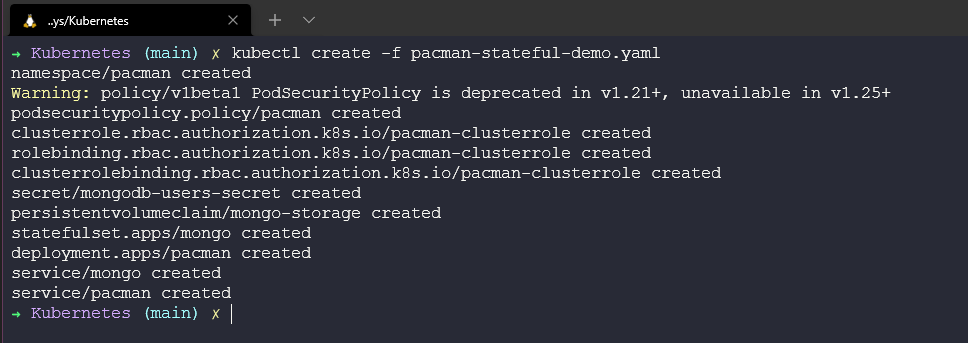 ..ys/Kubernetes
→ Kubernetes (main) ✗ kubectl create -f pacman-stateful-demo.yaml
namespace/pacman created
Warning: policy/v1beta1 PodSecurityPolicy is deprecated in v1.21+, unavailable in v1.25+
podsecuritypolicy.policy/pacman created
clusterrole.rbac.authorization.k8s.io/pacman-clusterrole created
rolebinding.rbac.authorization.k8s.io/pacman-clusterrole created
clusterrolebinding.rbac.authorization.k8s.io/pacman-clusterrole created
secret/mongodb-users-secret created
persistentvolumeclaim/mongo-storage created
statefulset.apps/mongo created
deployment.apps/pacman created
service/mongo created
service/pacman created
→ Kubernetes (main) ✗